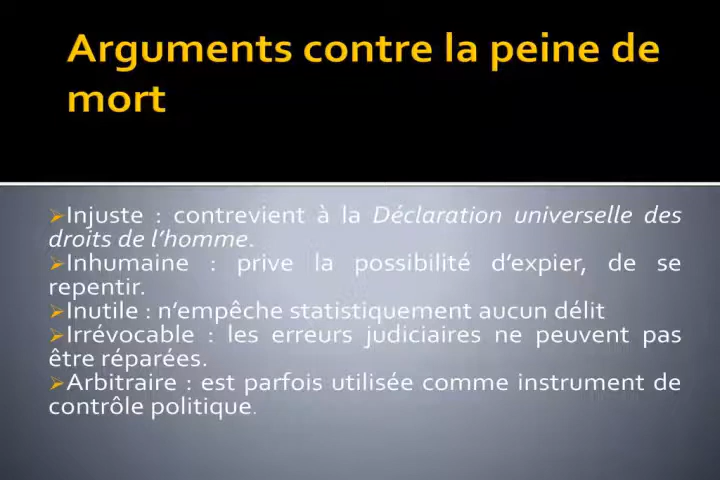 Arguments contre la peine de
mort
➢Injuste : contrevient à la Déclaration universelle des
droits de l’homme.
➢Inhumaine : prive la possibilité d’expier, de se
repentir.
➢Inutile : n’empêche statistiquement aucun délit
➢Irrévocable : les erreurs judiciaires ne peuvent pas
être réparées.
➢Arbitraire : est parfois utilisée comme instrument de
contrôle politique.